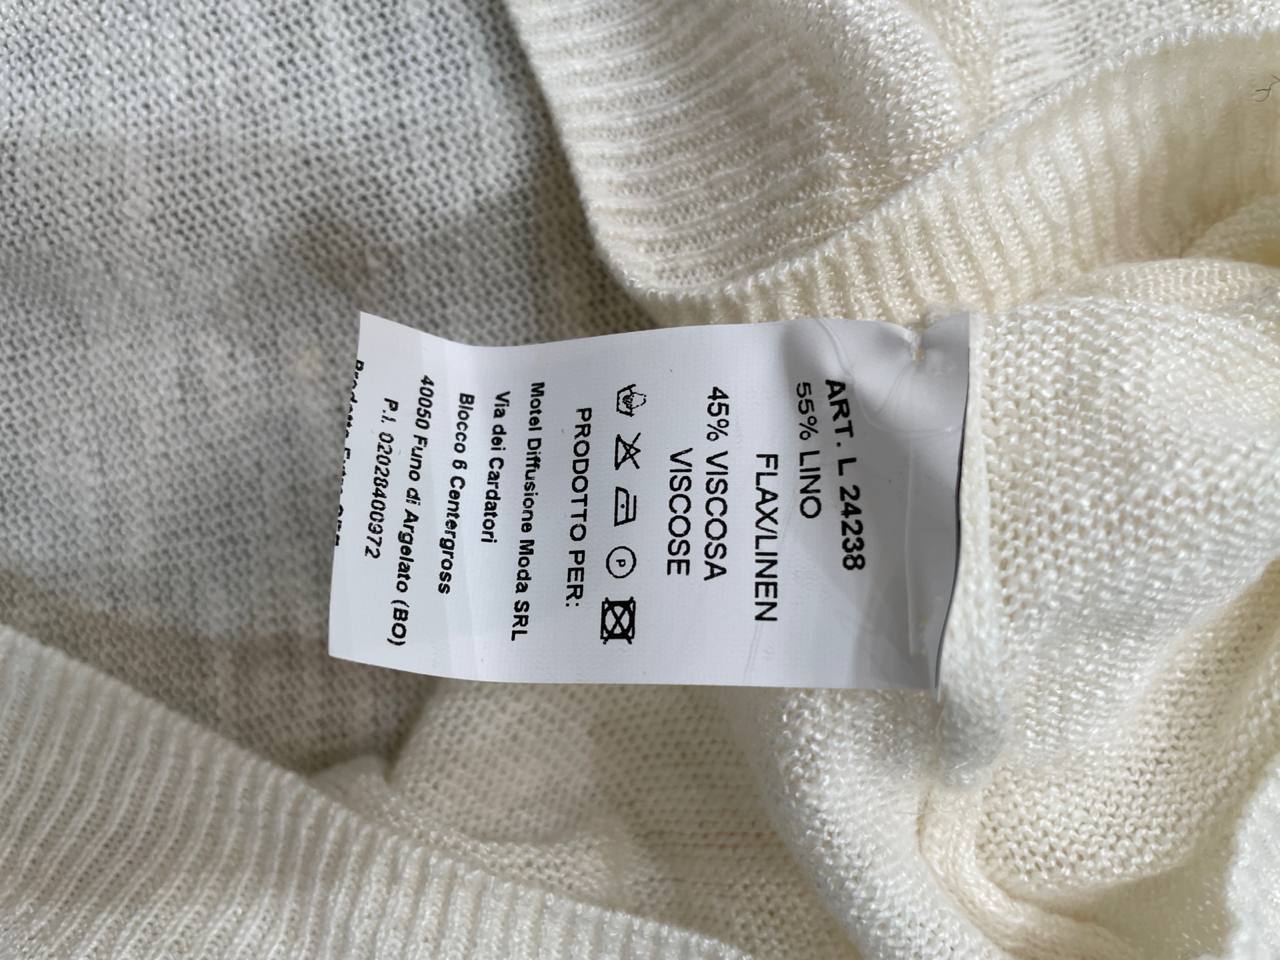 ART. L 24238
55% LINO
FLAX/LINEN
45% VISCOSA
VISCOSE
P
PRODOTTO PER:
Motel Diffusione Moda SRL
Via dei Cardatori
Blocco 6 Centergross
40050 Funo di Argelato (BO)
P.I. 02028400972